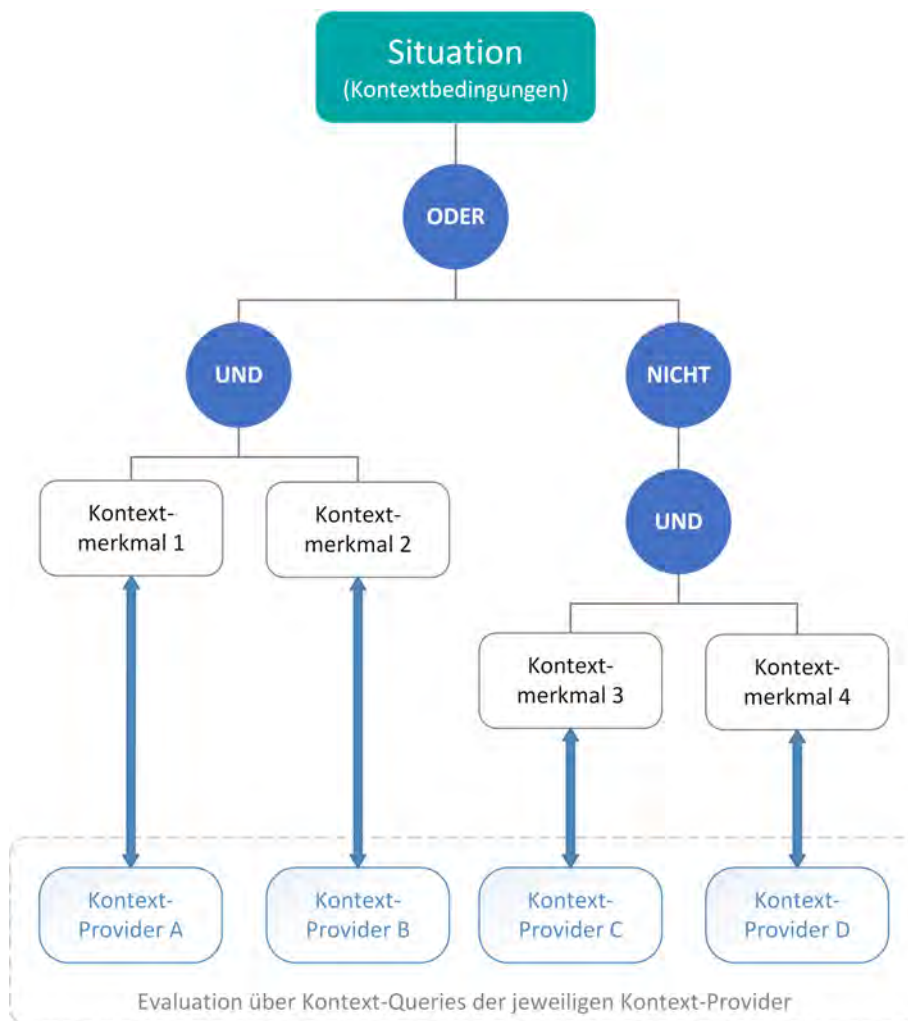 Situation
(Kontextbedingungen)
ODER
UND
NICHT
Kontext-
merkmal 1
Kontext-
merkmal 2
UND
Kontext-
merkmal 3
Kontext-
merkmal 4
Kontext-
Provider A
Kontext-
Provider B
Kontext-
Provider C
Kontext-
Provider D
Evaluation über Kontext-Queries der jeweiligen Kontext-Provider